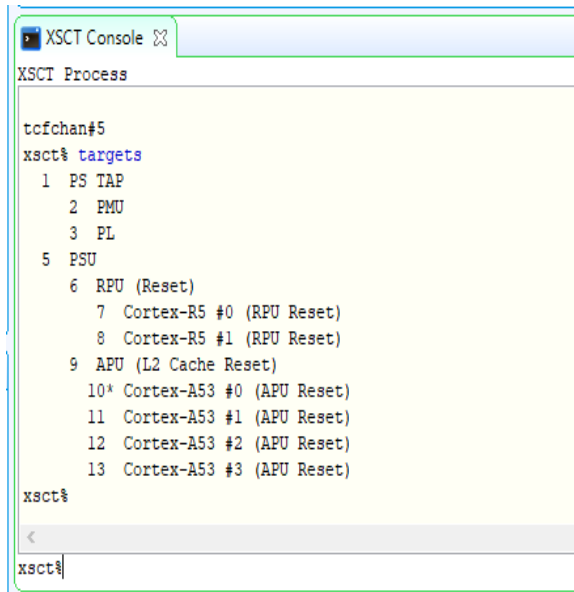 XSCT Console
XSCT Process
tcfchan#5
xsct% targets
1 PS TAP
2 PMU
3 PL
5 PSU
6 RPU (Reset)
7 Cortex-R5 #0 (RPU Reset)
8 Cortex-R5 #1 (RPU Reset)
9 APU (L2 Cache Reset)
10* Cortex-A53 #0 (APU Reset)
11 Cortex-A53 #1 (APU Reset)
12 Cortex-A53 #2 (APU Reset)
13 Cortex-A53 #3 (APU Reset)
xsct%
xsct%